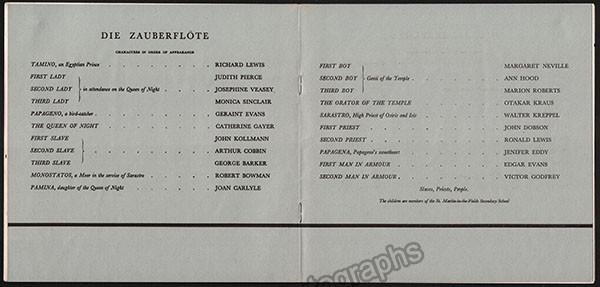 DIE ZAUBERFLÖTE
CHARACTERS IN ORDER OF APPEARANCE
TAMINO, an Egyptian Prince . . . . . . . RICHARD LEWIS
FIRST LADY JUDITH PIERCE
SECOND LADY } in attendance on the Queen of Night . . . . JOSEPHINE VEASEY
THIRD LADY MONICA SINCLAIR
PAPAGENO, a bird-catcher . . . . . . . GERAINT EVANS
THE QUEEN OF NIGHT . . . . . . . CATHERINE GAYER
FIRST SLAVE JOHN KOLLMANN
SECOND SLAVE } . . . . . . . ARTHUR COBBIN
THIRD SLAVE GEORGE BARKER
MONOSTATOS, a Moor in the service of Sarastro . . . . ROBERT BOWMAN
PAMINA, daughter of the Queen of Night . . . . . JOAN CARLYLE
FIRST BOY MARGARET NEVILLE
SECOND BOY } Genii of the Temple . . . . . . ANN HOOD
THIRD BOY MARION ROBERTS
THE ORATOR OF THE TEMPLE . . . . . . OTAKAR KRAUS
SARASTRO, High Priest of Osiris and Isis . . . . . WALTER KREPPEL
FIRST PRIEST . . . . . . . JOHN DOBSON
SECOND PRIEST . . . . . . . RONALD LEWIS
PAPAGENA, Papageno's sweetheart . . . . . . JENIFER EDDY
FIRST MAN IN ARMOUR . . . . . . . EDGAR EVANS
SECOND MAN IN ARMOUR . . . . . . . VICTOR GODFREY
Slaves, Priests, People.
The children are members of the St. Martin-in-the-Fields Secondary School